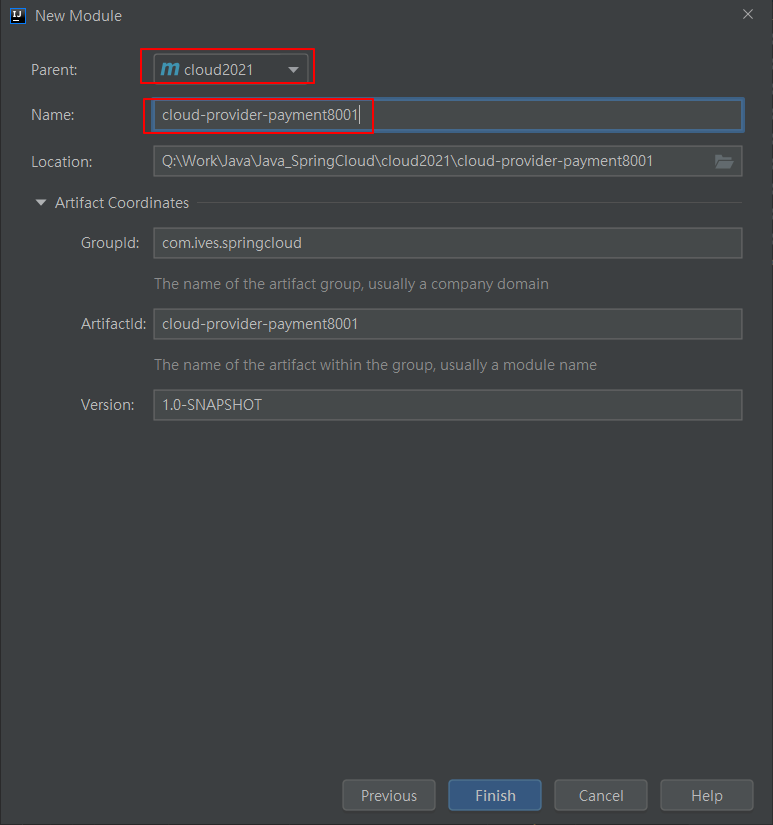 New Module
Parent: cloud2021
Name: cloud-provider-payment8001
Location: Q:\Work\Java\Java_SpringCloud\cloud2021\cloud-provider-payment8001
Artifact Coordinates
GroupId: com.ives.springcloud
The name of the artifact group, usually a company domain
ArtifactId: cloud-provider-payment8001
The name of the artifact within the group, usually a module name
Version: 1.0-SNAPSHOT
Previous Finish Cancel Help